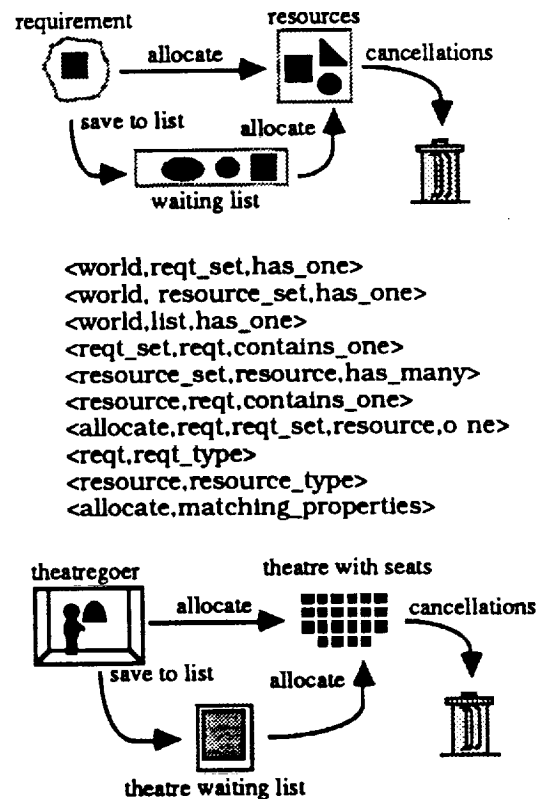 requirement
resources
allocate
cancellations
save to list
allocate
waiting list
<world,reqt_set,has_one>
<world, resource_set,has_one>
<world,list,has_one>
<reqt_set,reqt,contains_one>
<resource_set,resource,has_many>
<resource,reqt,contains_one>
<allocate,reqt,reqt_set,resource,o ne>
<reqt,reqt_type>
<resource,resource_type>
<allocate,matching_properties>
theatregoer
theatre with seats
allocate
cancellations
save to list
allocate
theatre waiting list